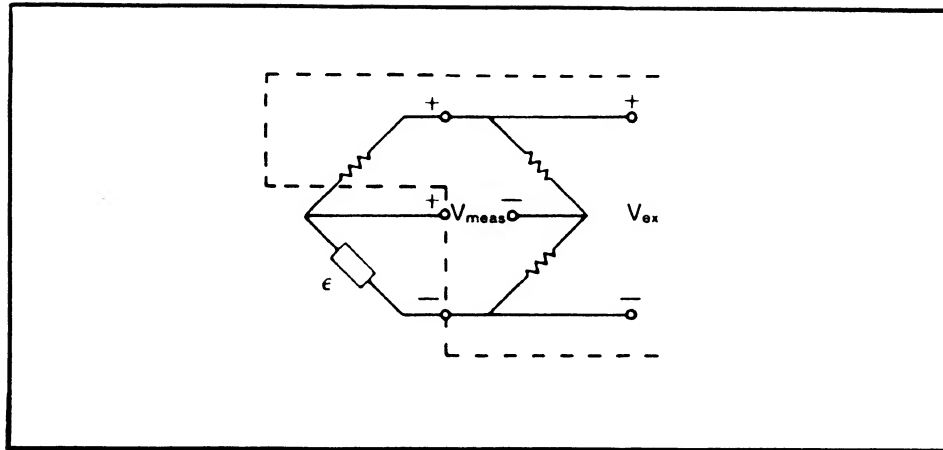 + +
+ V_meas − V_ex
ϵ
− −